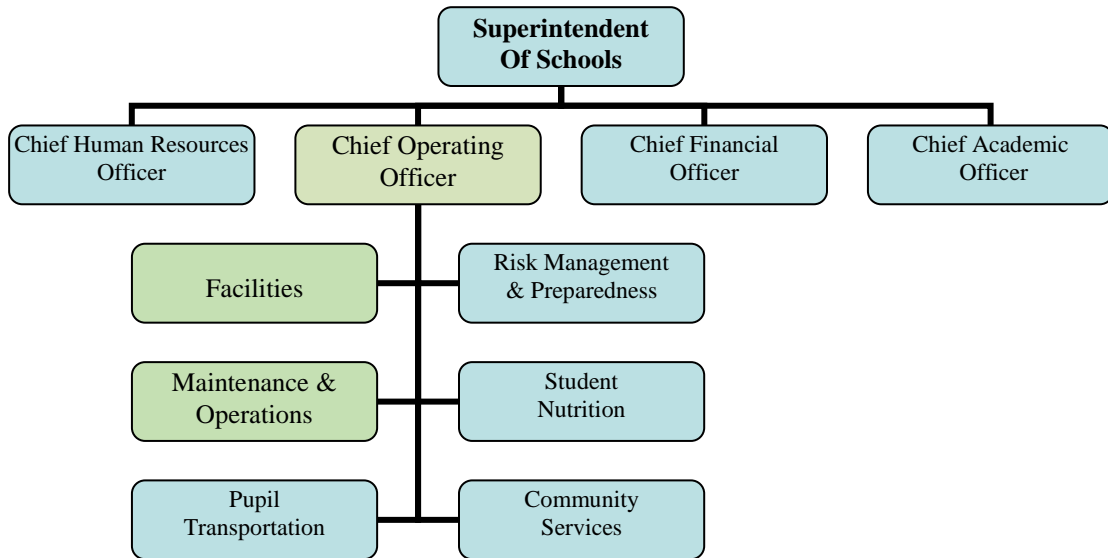 Superintendent
Of Schools
Chief Human Resources
Officer
Chief Operating
Officer
Chief Financial
Officer
Chief Academic
Officer
Facilities
Risk Management
& Preparedness
Maintenance &
Operations
Student
Nutrition
Pupil
Transportation
Community
Services